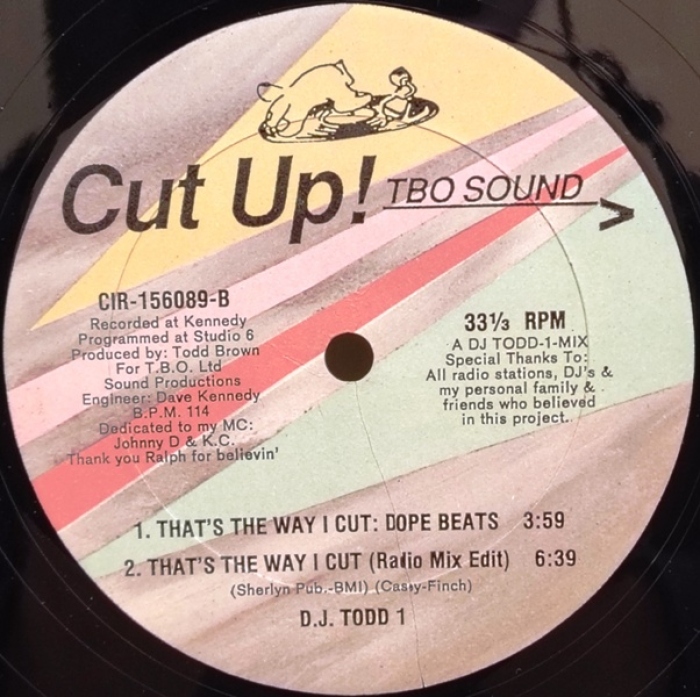 Cut Up! TBO SOUND >
CIR-156089-B
Recorded at Kennedy
Programmed at Studio 6
Produced by: Todd Brown
For T.B.O. Ltd
Sound Productions
Engineer: Dave Kennedy
B.P.M. 114
Dedicated to my MC:
Johnny D & K.C.
Thank you Ralph for believin'
33⅓ RPM
A DJ TODD-1-MIX
Special Thanks To:
All radio stations, DJ's &
my personal family &
friends who believed
in this project.
1. THAT'S THE WAY I CUT: DOPE BEATS 3:59
2. THAT'S THE WAY I CUT (Radio Mix Edit) 6:39
(Sherlyn Pub.-BMI) (Casey-Finch)
D.J. TODD 1